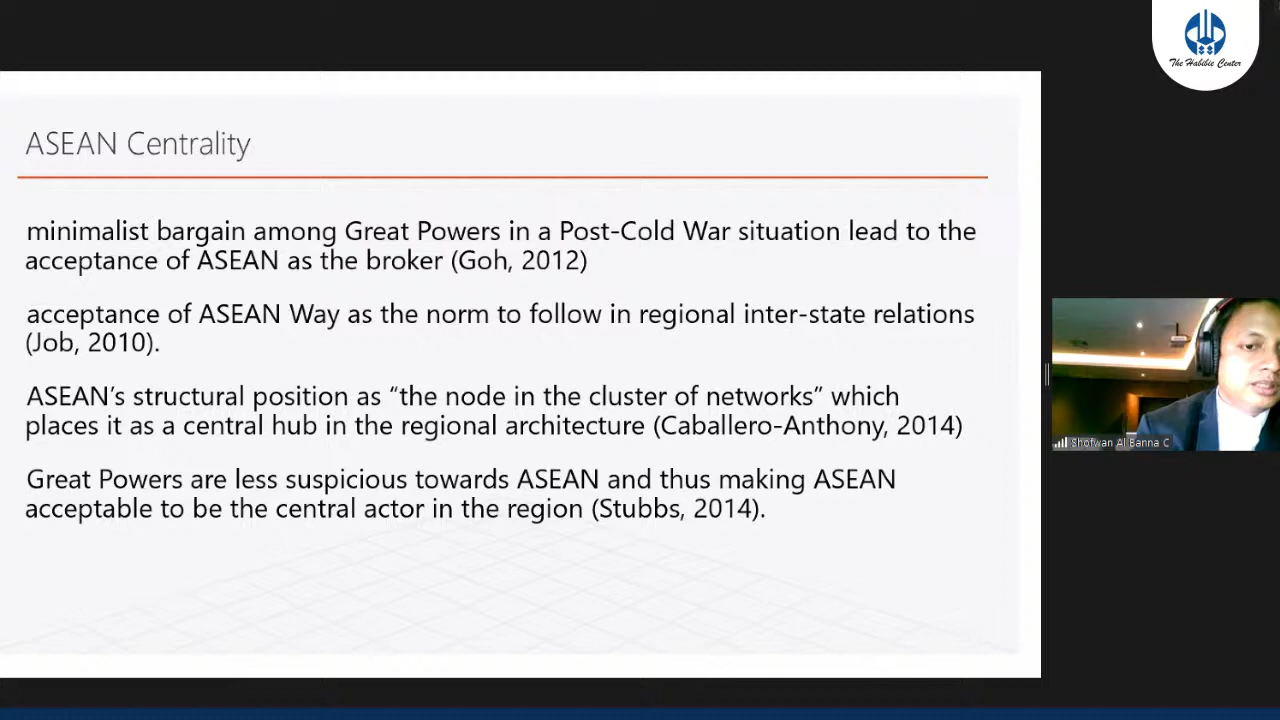 The Habibie Center
ASEAN Centrality
minimalist bargain among Great Powers in a Post-Cold War situation lead to the
acceptance of ASEAN as the broker (Goh, 2012)
acceptance of ASEAN Way as the norm to follow in regional inter-state relations
(Job, 2010).
ASEAN’s structural position as “the node in the cluster of networks” which
places it as a central hub in the regional architecture (Caballero-Anthony, 2014)
Great Powers are less suspicious towards ASEAN and thus making ASEAN
acceptable to be the central actor in the region (Stubbs, 2014).
Shofwan Al Banna C